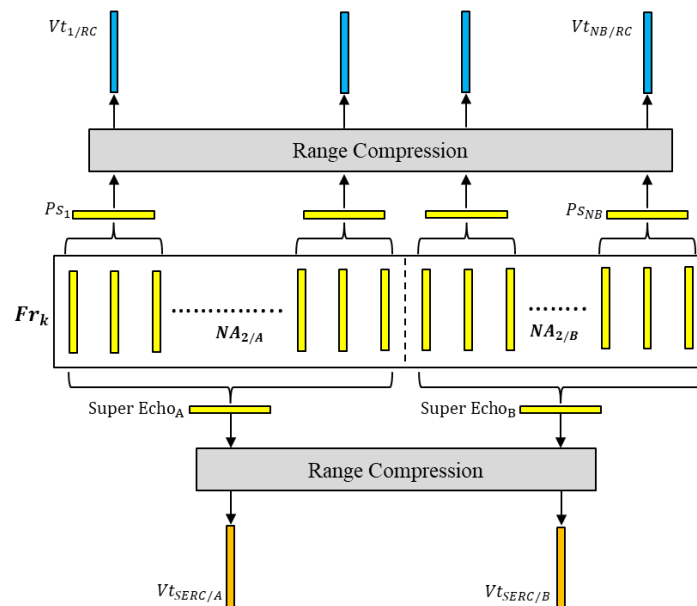 Vt1/RC
VtNB/RC
Range Compression
Ps1
PsNB
Frk
NA2/A
NA2/B
Super EchoA
Super EchoB
Range Compression
VtSERC/A
VtSERC/B